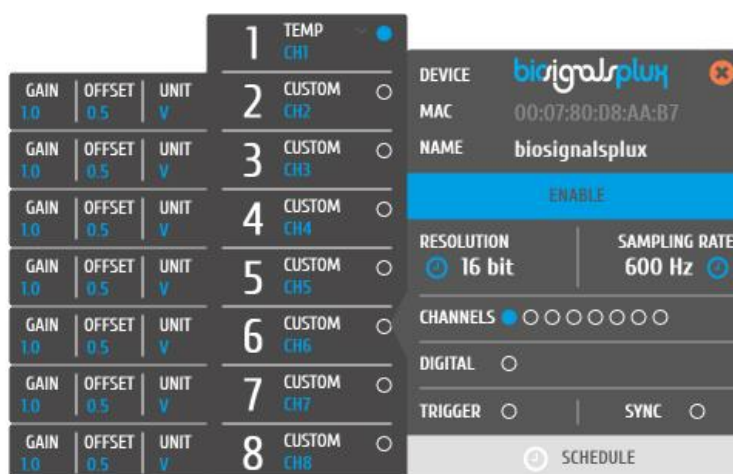 1 TEMP
CH1
GAIN OFFSET UNIT 2 CUSTOM
1.0 0.5 V CH2
GAIN OFFSET UNIT 3 CUSTOM
1.0 0.5 V CH3
GAIN OFFSET UNIT 4 CUSTOM
1.0 0.5 V CH4
GAIN OFFSET UNIT 5 CUSTOM
1.0 0.5 V CH5
GAIN OFFSET UNIT 6 CUSTOM
1.0 0.5 V CH6
GAIN OFFSET UNIT 7 CUSTOM
1.0 0.5 V CH7
GAIN OFFSET UNIT 8 CUSTOM
1.0 0.5 V CH8
DEVICE biosignalsplux
MAC 00:07:80:D8:AA:B7
NAME biosignalsplux
ENABLE
RESOLUTION SAMPLING RATE
16 bit 600 Hz
CHANNELS
DIGITAL
TRIGGER SYNC
SCHEDULE